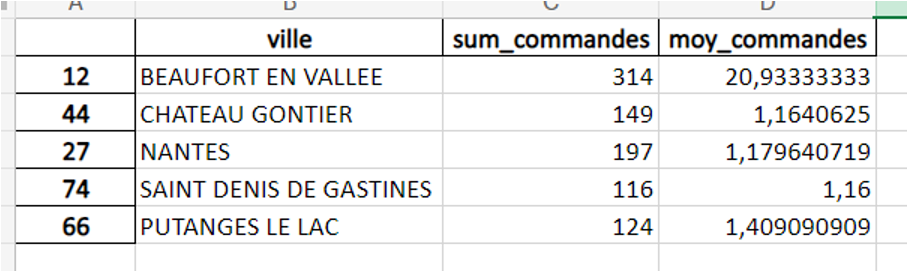 A B C D
ville sum_commandes moy_commandes
12 BEAUFORT EN VALLEE 314 20,93333333
44 CHATEAU GONTIER 149 1,1640625
27 NANTES 197 1,179640719
74 SAINT DENIS DE GASTINES 116 1,16
66 PUTANGES LE LAC 124 1,409090909